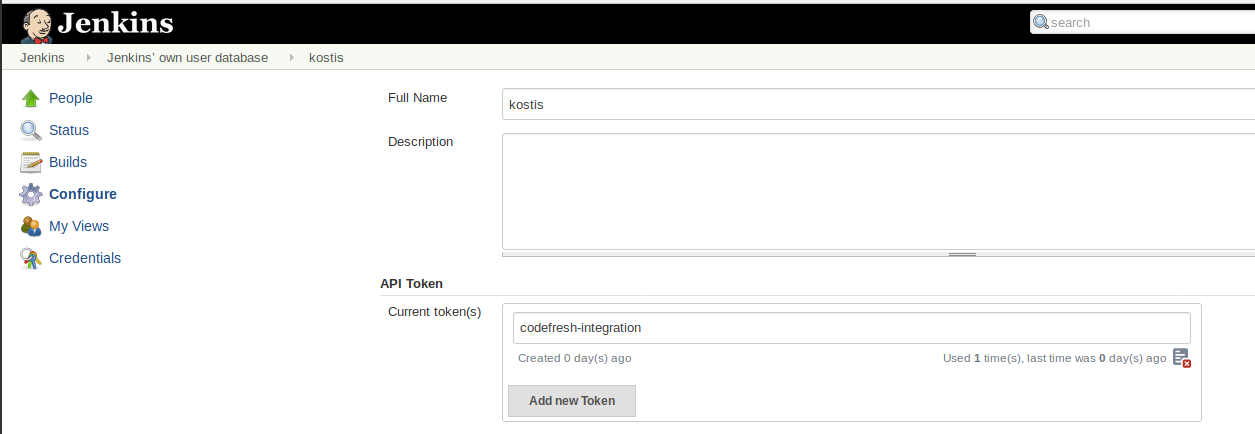 Jenkins
search
Jenkins Jenkins' own user database kostis
People
Status
Builds
Configure
My Views
Credentials
Full Name kostis
Description
API Token
Current token(s) codefresh-integration
Created 0 day(s) ago Used 1 time(s), last time was 0 day(s) ago
Add new Token